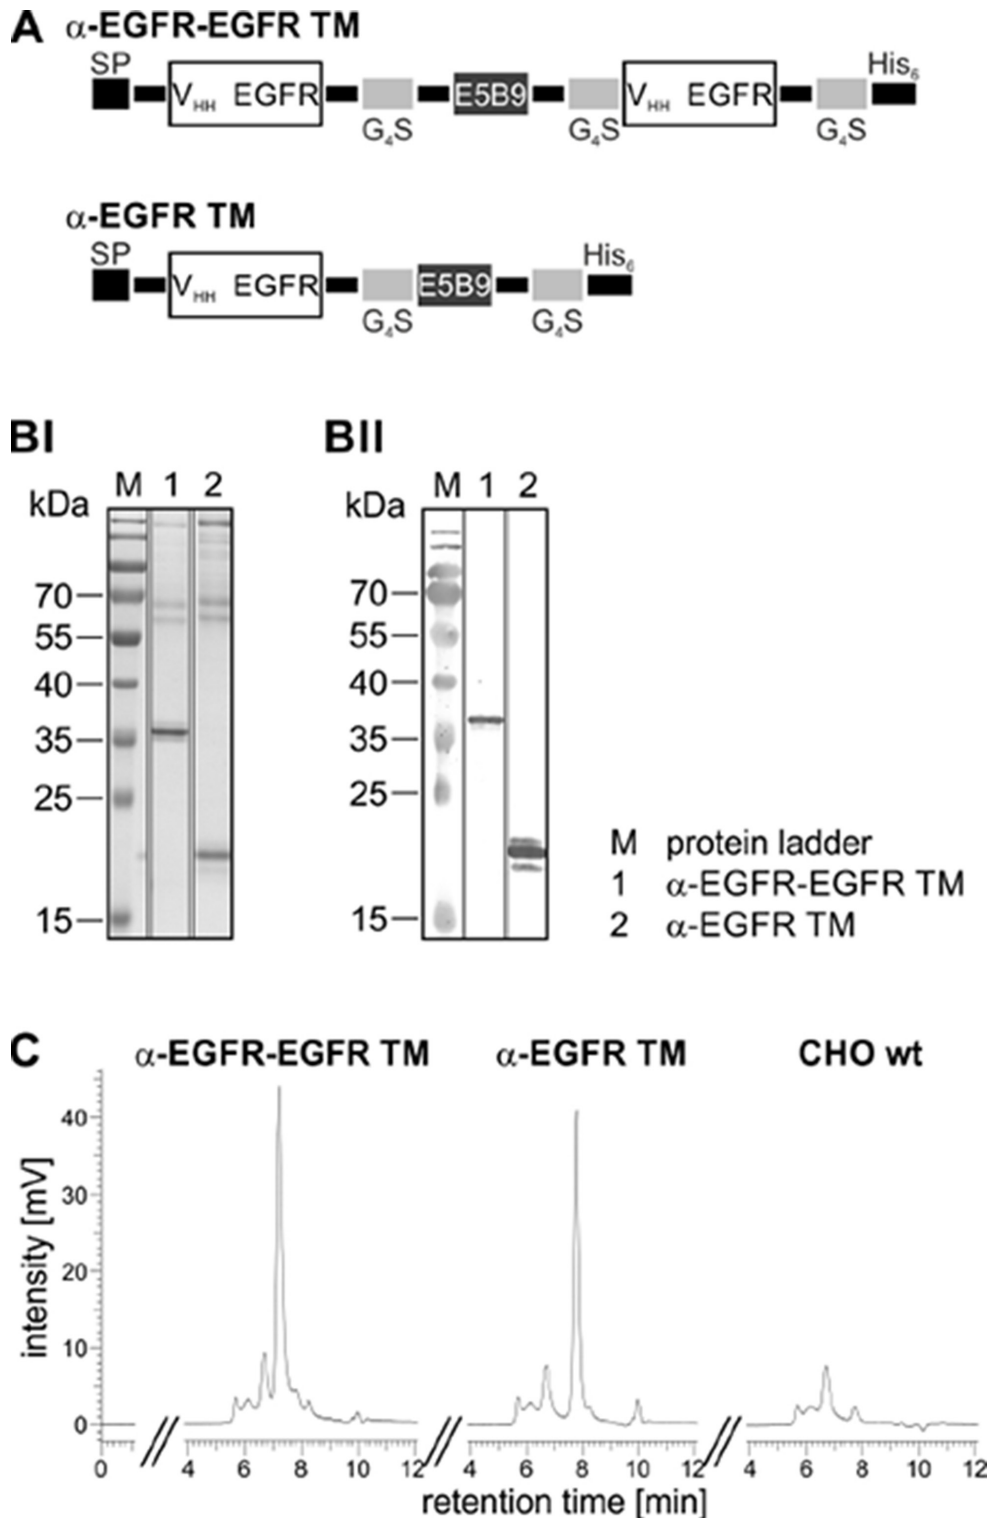 A α-EGFR-EGFR TM
SP His₆
V_HH EGFR E5B9 V_HH EGFR
G₄S G₄S G₄S
α-EGFR TM
SP His₆
V_HH EGFR E5B9
G₄S G₄S
BI
kDa M 1 2
70
55
40
35
25
15
BII
kDa M 1 2
70
55
40
35
25
15
M protein ladder
1 α-EGFR-EGFR TM
2 α-EGFR TM
C α-EGFR-EGFR TM α-EGFR TM CHO wt
intensity [mV]
40
30
20
10
0
0 4 6 8 10 12 4 6 8 10 12 4 6 8 10 12
retention time [min]